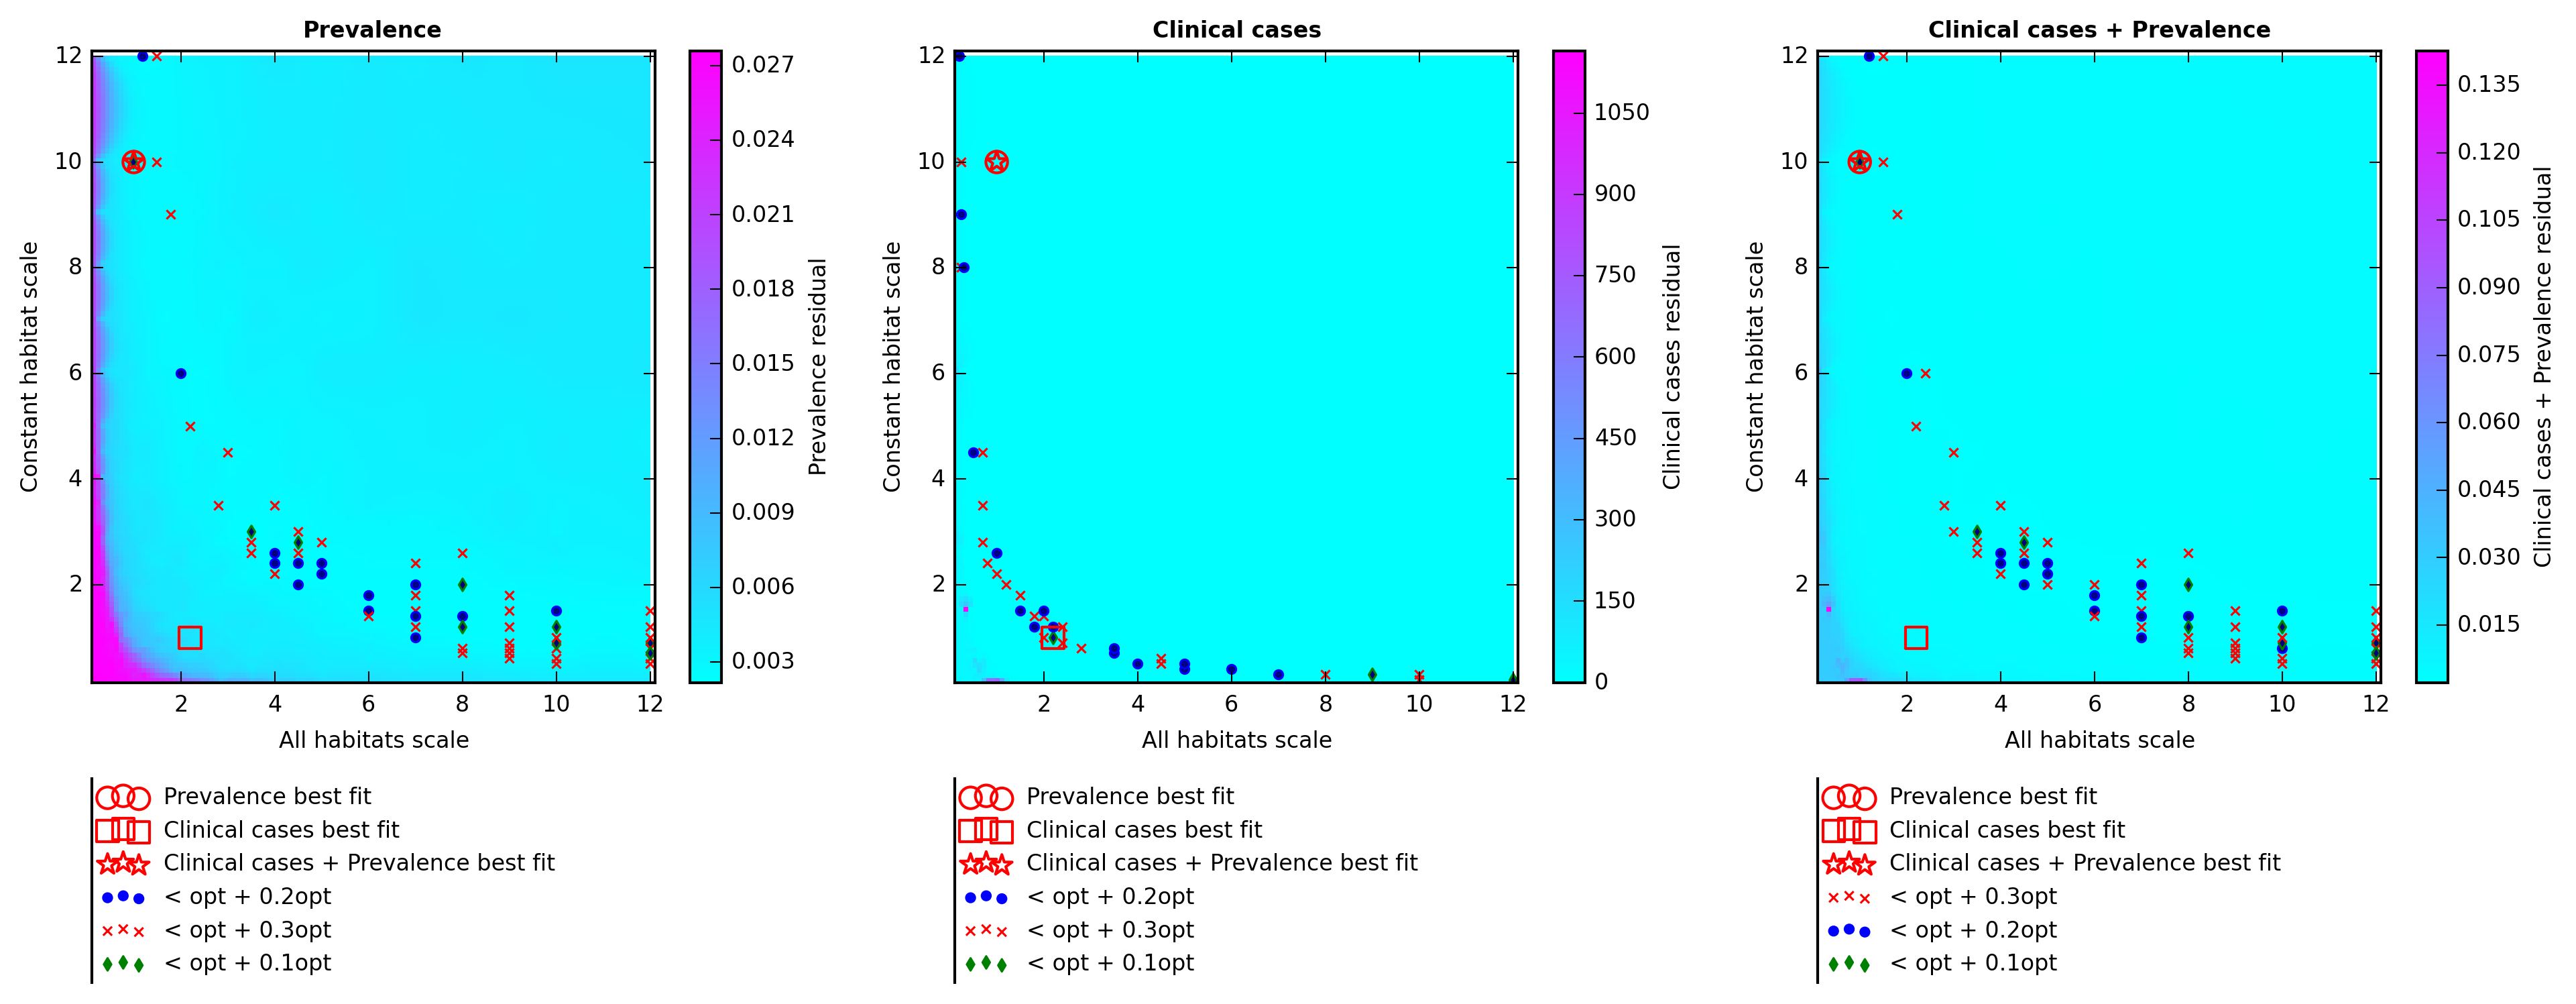 Prevalence
12
10
8
6
4
2
Constant habitat scale
2 4 6 8 10 12
All habitats scale
0.027
0.024
0.021
0.018
0.015
0.012
0.009
0.006
0.003
Prevalence residual
Prevalence best fit
Clinical cases best fit
Clinical cases + Prevalence best fit
< opt + 0.2opt
< opt + 0.3opt
< opt + 0.1opt
Clinical cases
12
10
8
6
4
2
Constant habitat scale
2 4 6 8 10 12
All habitats scale
1050
900
750
600
450
300
150
0
Clinical cases residual
Prevalence best fit
Clinical cases best fit
Clinical cases + Prevalence best fit
< opt + 0.2opt
< opt + 0.3opt
< opt + 0.1opt
Clinical cases + Prevalence
12
10
8
6
4
2
Constant habitat scale
2 4 6 8 10 12
All habitats scale
0.135
0.120
0.105
0.090
0.075
0.060
0.045
0.030
0.015
Clinical cases + Prevalence residual
Prevalence best fit
Clinical cases best fit
Clinical cases + Prevalence best fit
< opt + 0.3opt
< opt + 0.2opt
< opt + 0.1opt